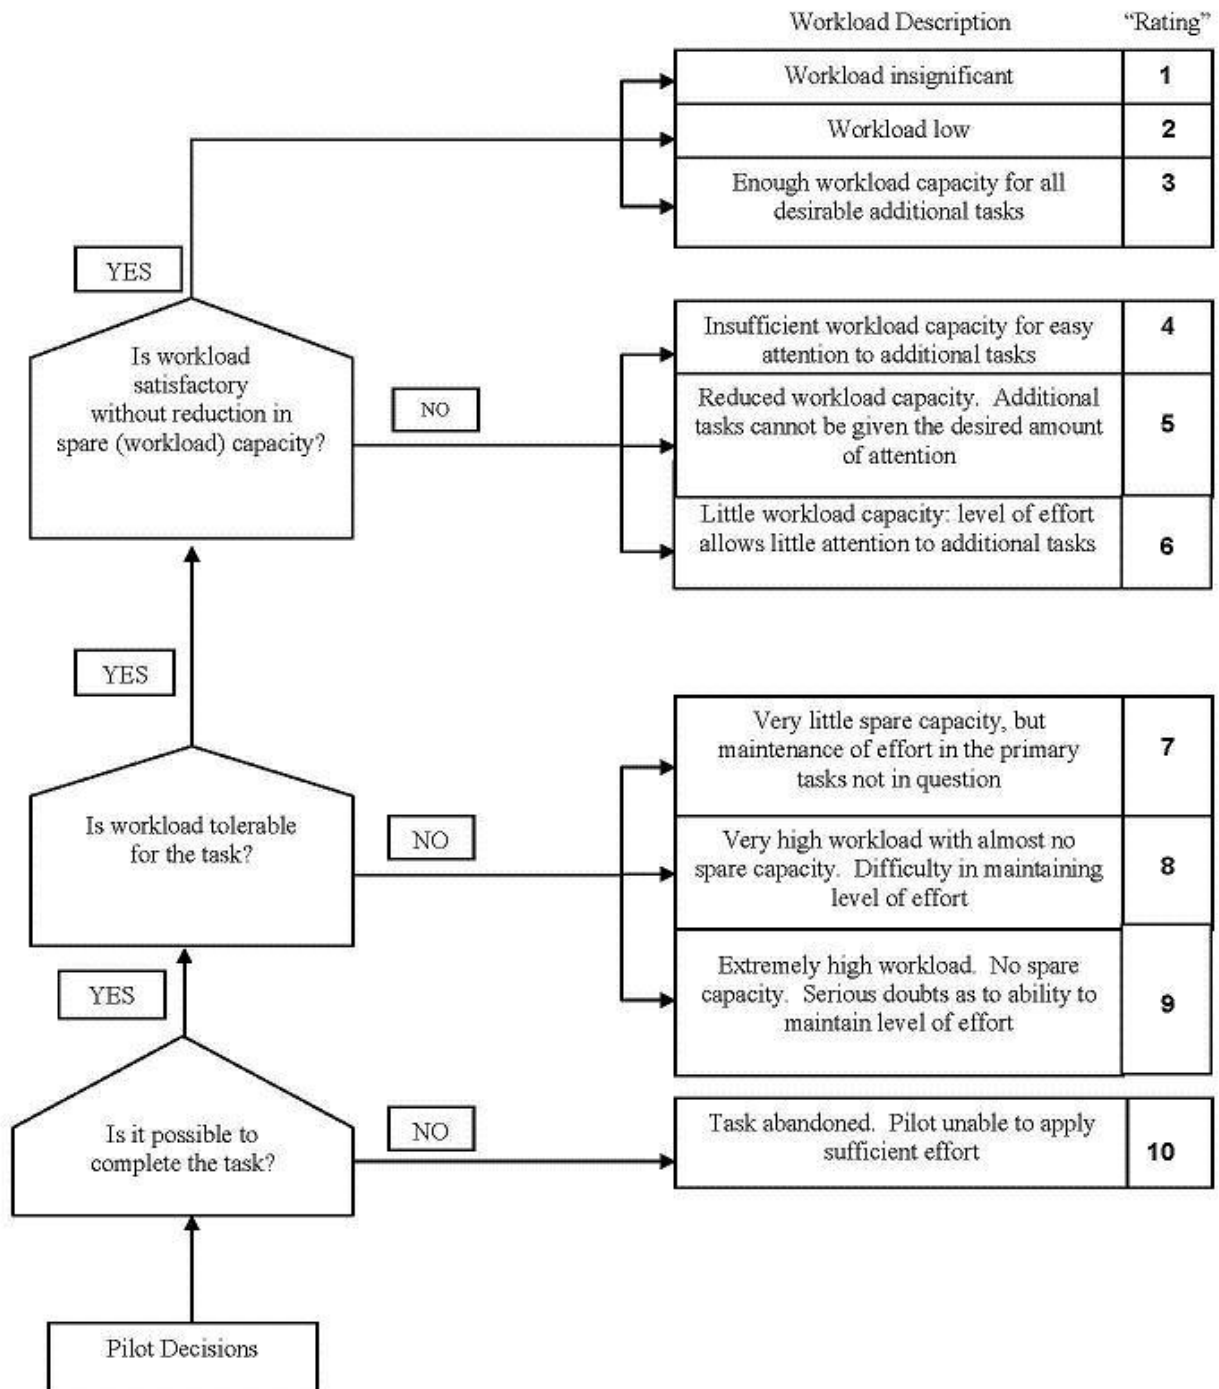 Workload Description “Rating”
Workload insignificant 1
Workload low 2
Enough workload capacity for all 3
desirable additional tasks
YES
Is workload
satisfactory
without reduction in
spare (workload) capacity?
NO
Insufficient workload capacity for easy 4
attention to additional tasks
Reduced workload capacity. Additional
tasks cannot be given the desired amount 5
of attention
Little workload capacity: level of effort
allows little attention to additional tasks 6
YES
Is workload tolerable
for the task?
NO
Very little spare capacity, but
maintenance of effort in the primary 7
tasks not in question
Very high workload with almost no
spare capacity. Difficulty in maintaining 8
level of effort
Extremely high workload. No spare
capacity. Serious doubts as to ability to 9
maintain level of effort
YES
Is it possible to
complete the task?
NO
Task abandoned. Pilot unable to apply
sufficient effort 10
Pilot Decisions